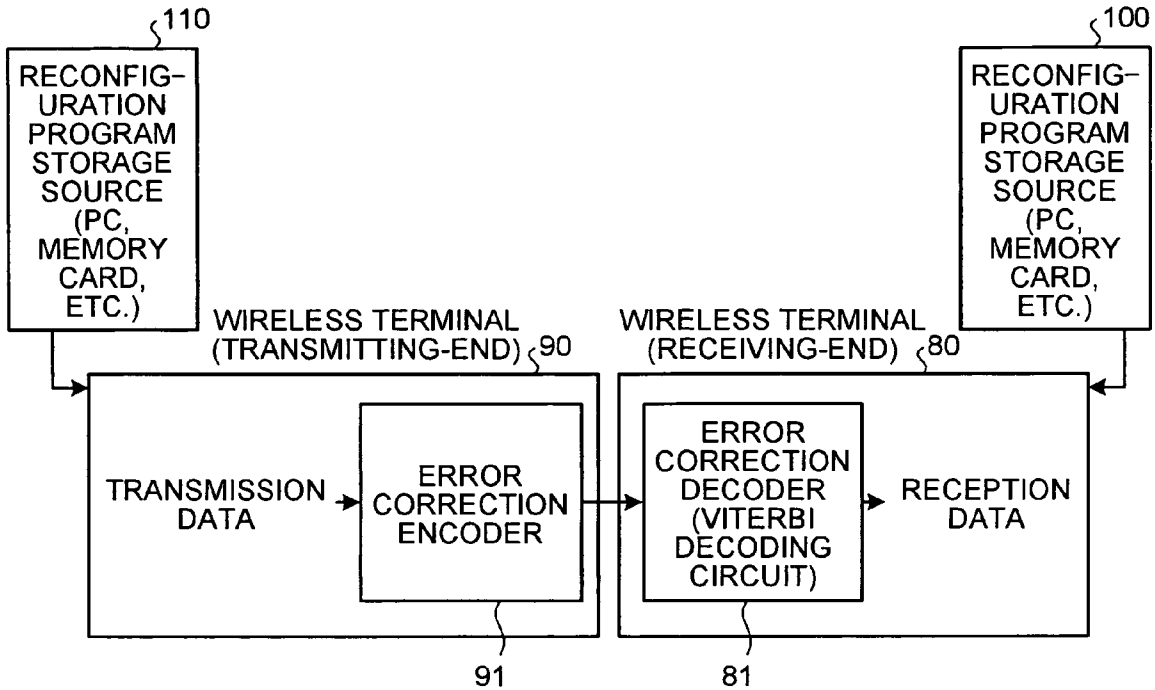 110
RECONFIG-
URATION
PROGRAM
STORAGE
SOURCE
(PC,
MEMORY
CARD,
ETC.)
100
RECONFIG-
URATION
PROGRAM
STORAGE
SOURCE
(PC,
MEMORY
CARD,
ETC.)
WIRELESS TERMINAL
(TRANSMITTING-END)
90
WIRELESS TERMINAL
(RECEIVING-END)
80
TRANSMISSION
DATA
ERROR
CORRECTION
ENCODER
ERROR
CORRECTION
DECODER
(VITERBI
DECODING
CIRCUIT)
RECEPTION
DATA
91
81